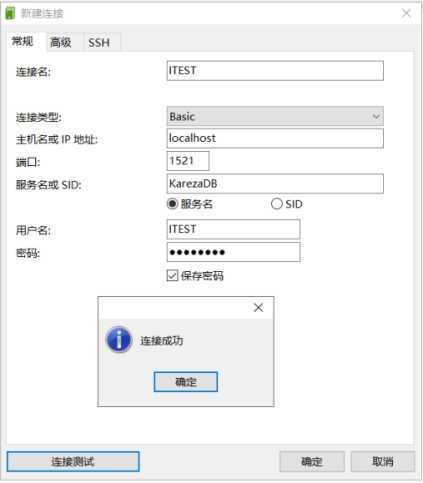 新建连接
常规 高级 SSH
连接名: ITEST
连接类型: Basic
主机名或 IP 地址: localhost
端口: 1521
服务名或 SID: KarezaDB
服务名 SID
用户名: ITEST
密码: ●●●●●●●●
保存密码
连接成功
确定
连接测试 确定 取消